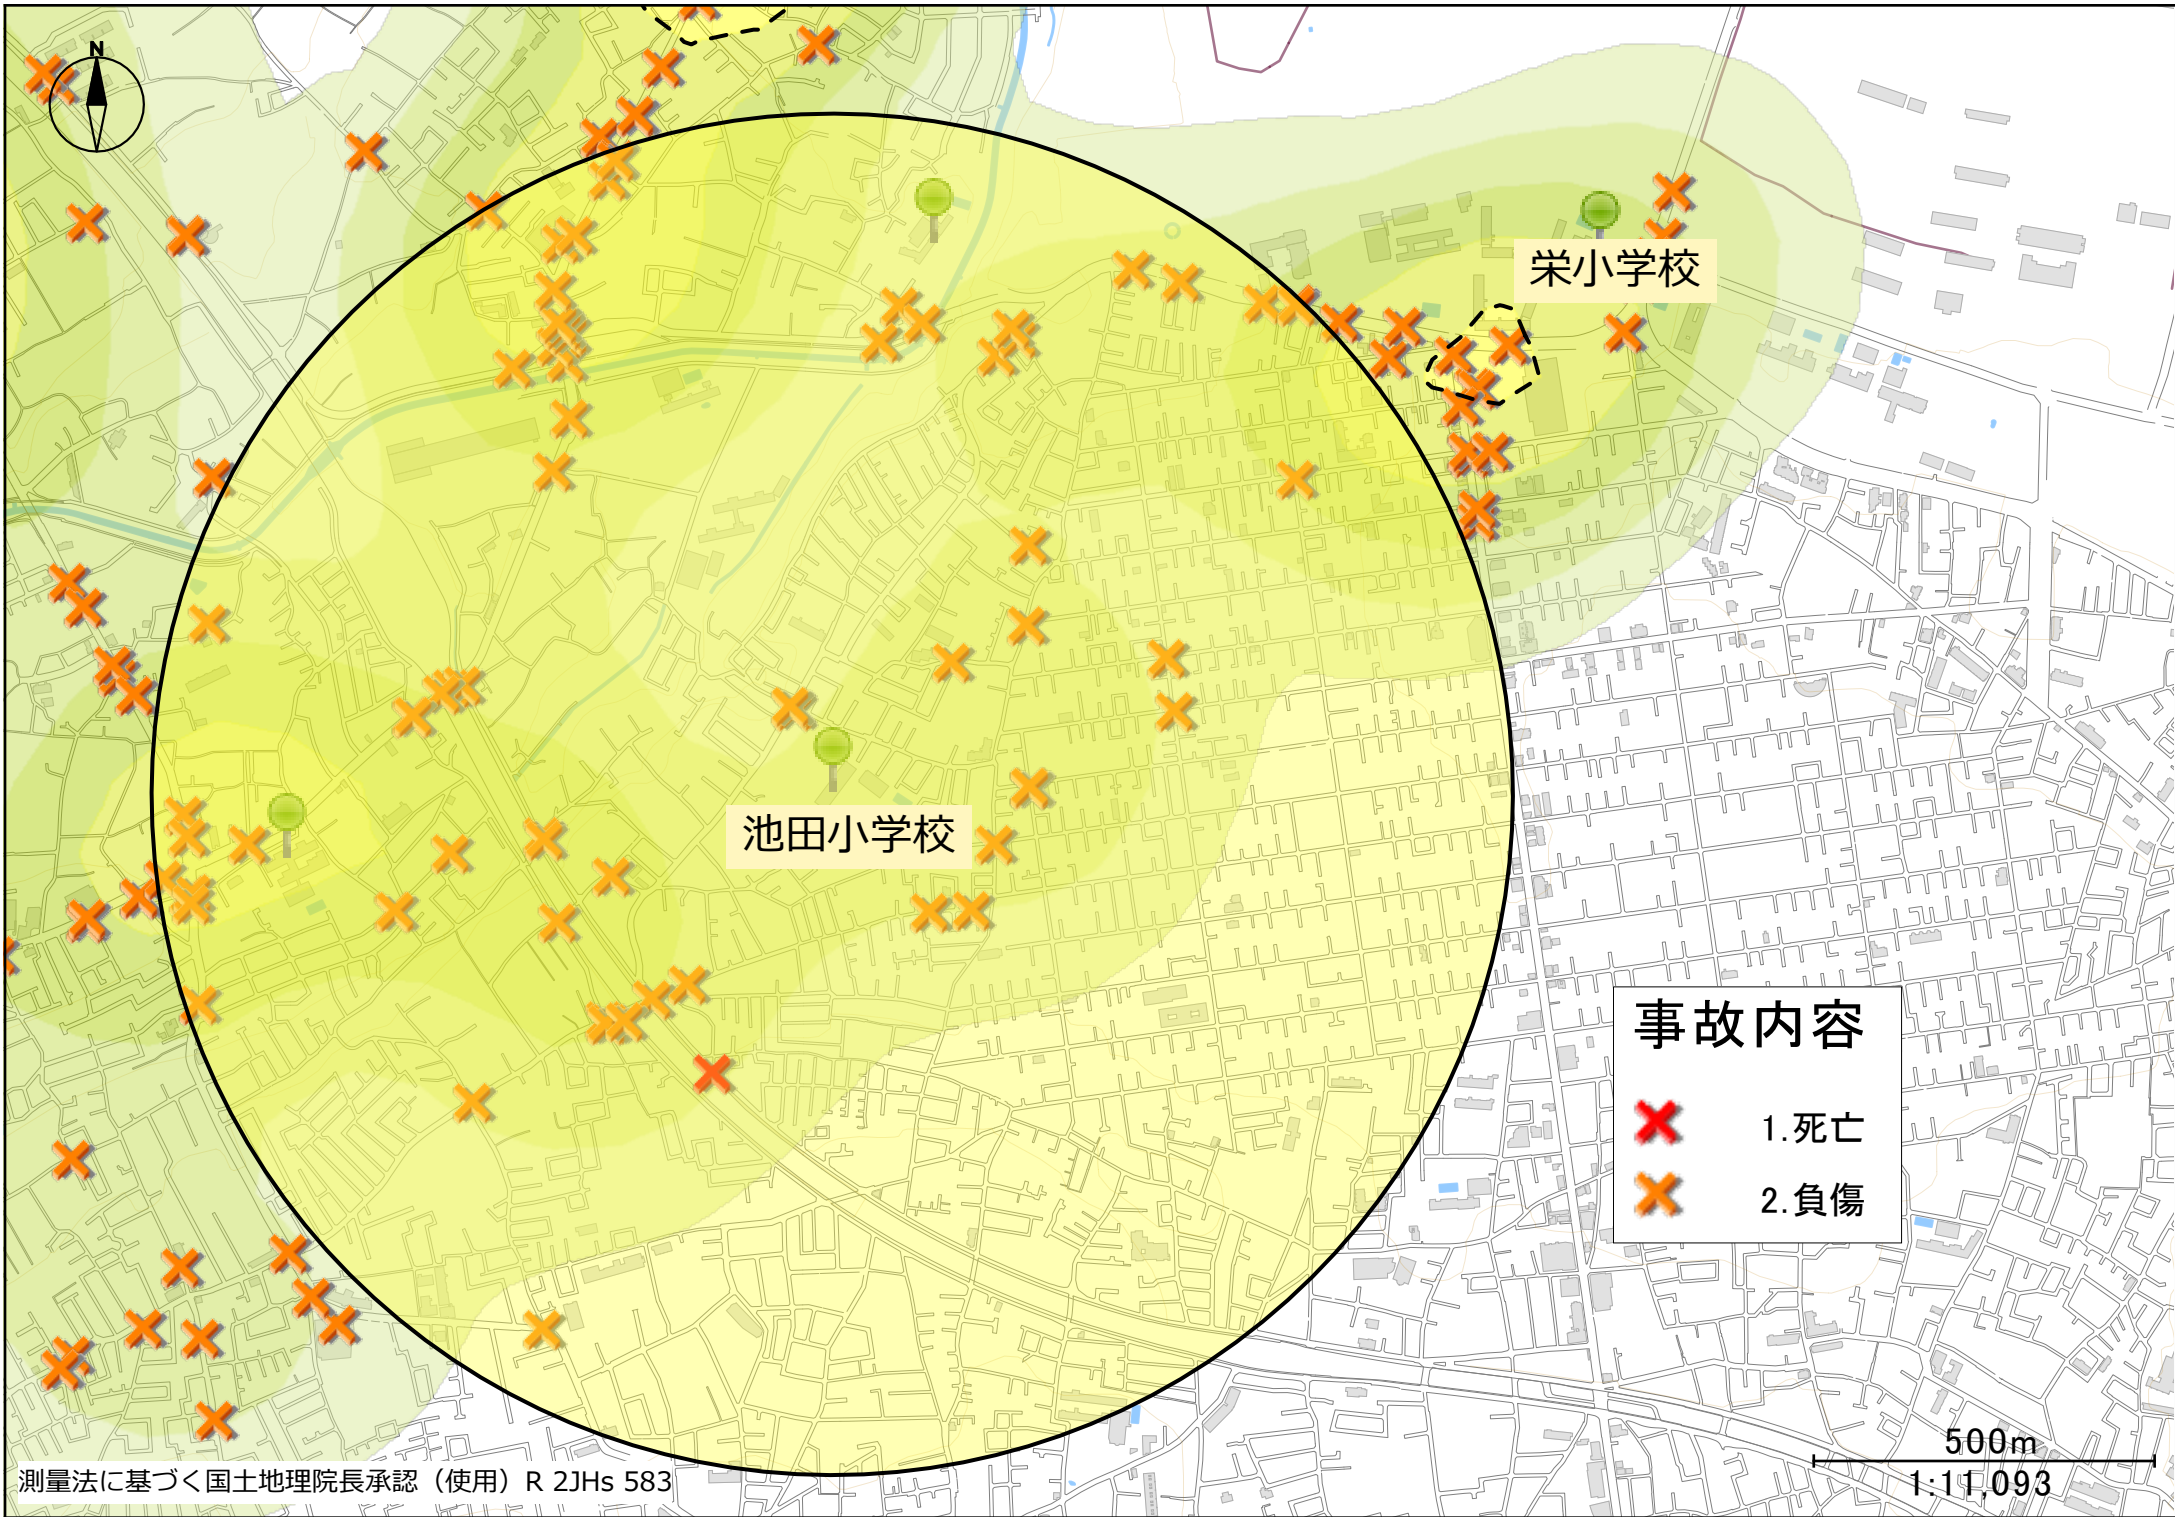 N
栄小学校
池田小学校
事故内容
1.死亡
2.負傷
500m
1:11,093
測量法に基づく国土地理院長承認（使用）R 2JHs 583